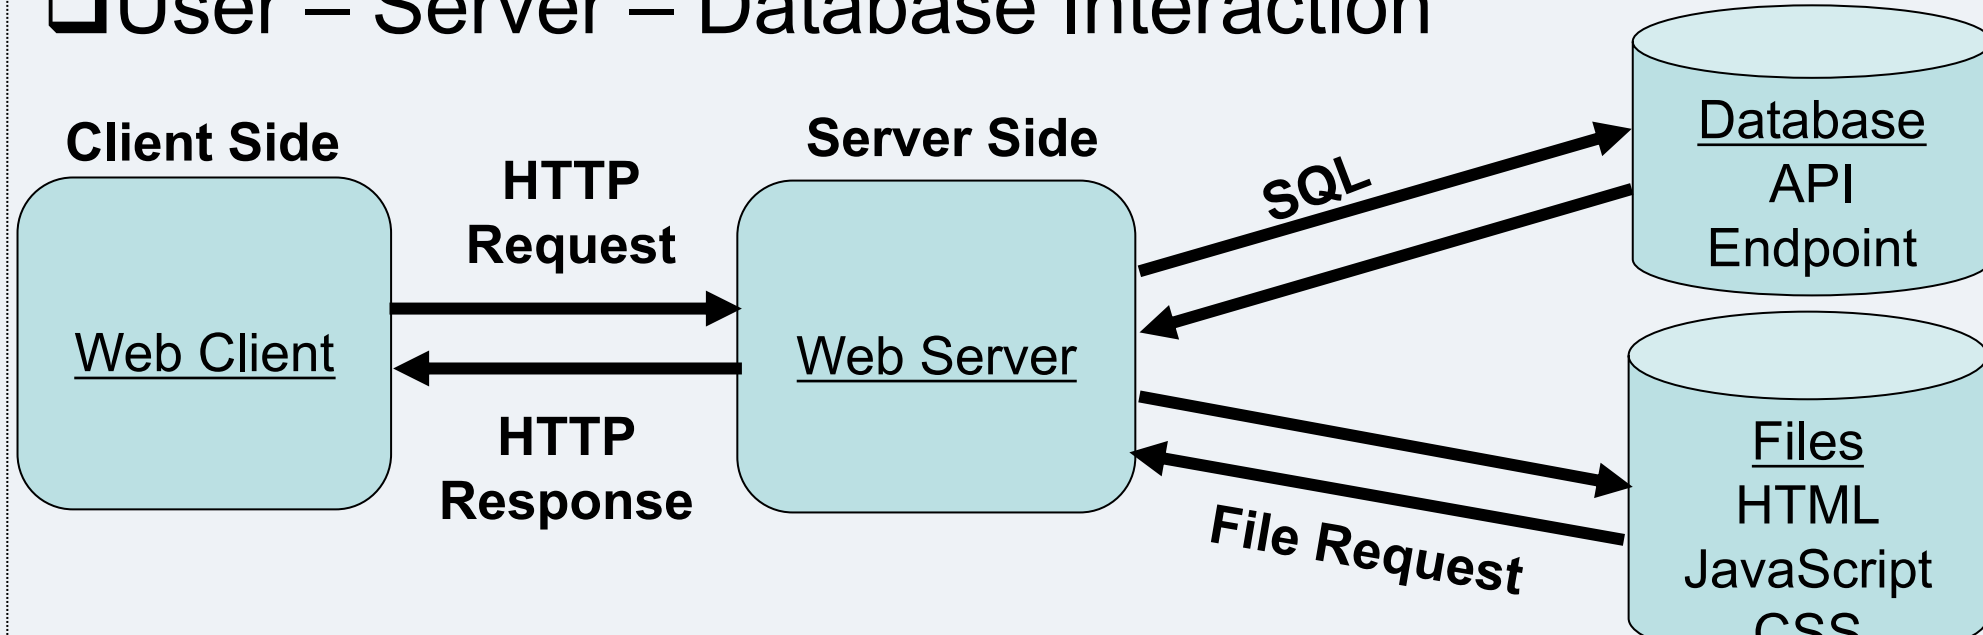 ❑User – Server – Database Interaction
Client Side
Server Side
HTTP
Request
Web Client
HTTP
Response
Web Server
SQL
File Request
Database
API
Endpoint
Files
HTML
JavaScript
CSS